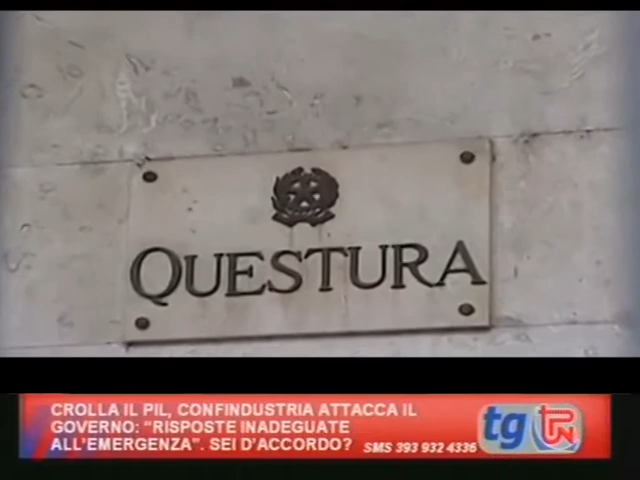 QUESTURA
CROLLA IL PIL, CONFINDUSTRIA ATTACCA IL
GOVERNO: “RISPOSTE INADEGUATE
ALL'EMERGENZA”. SEI D'ACCORDO? SMS 393 932 4336
tg TPN